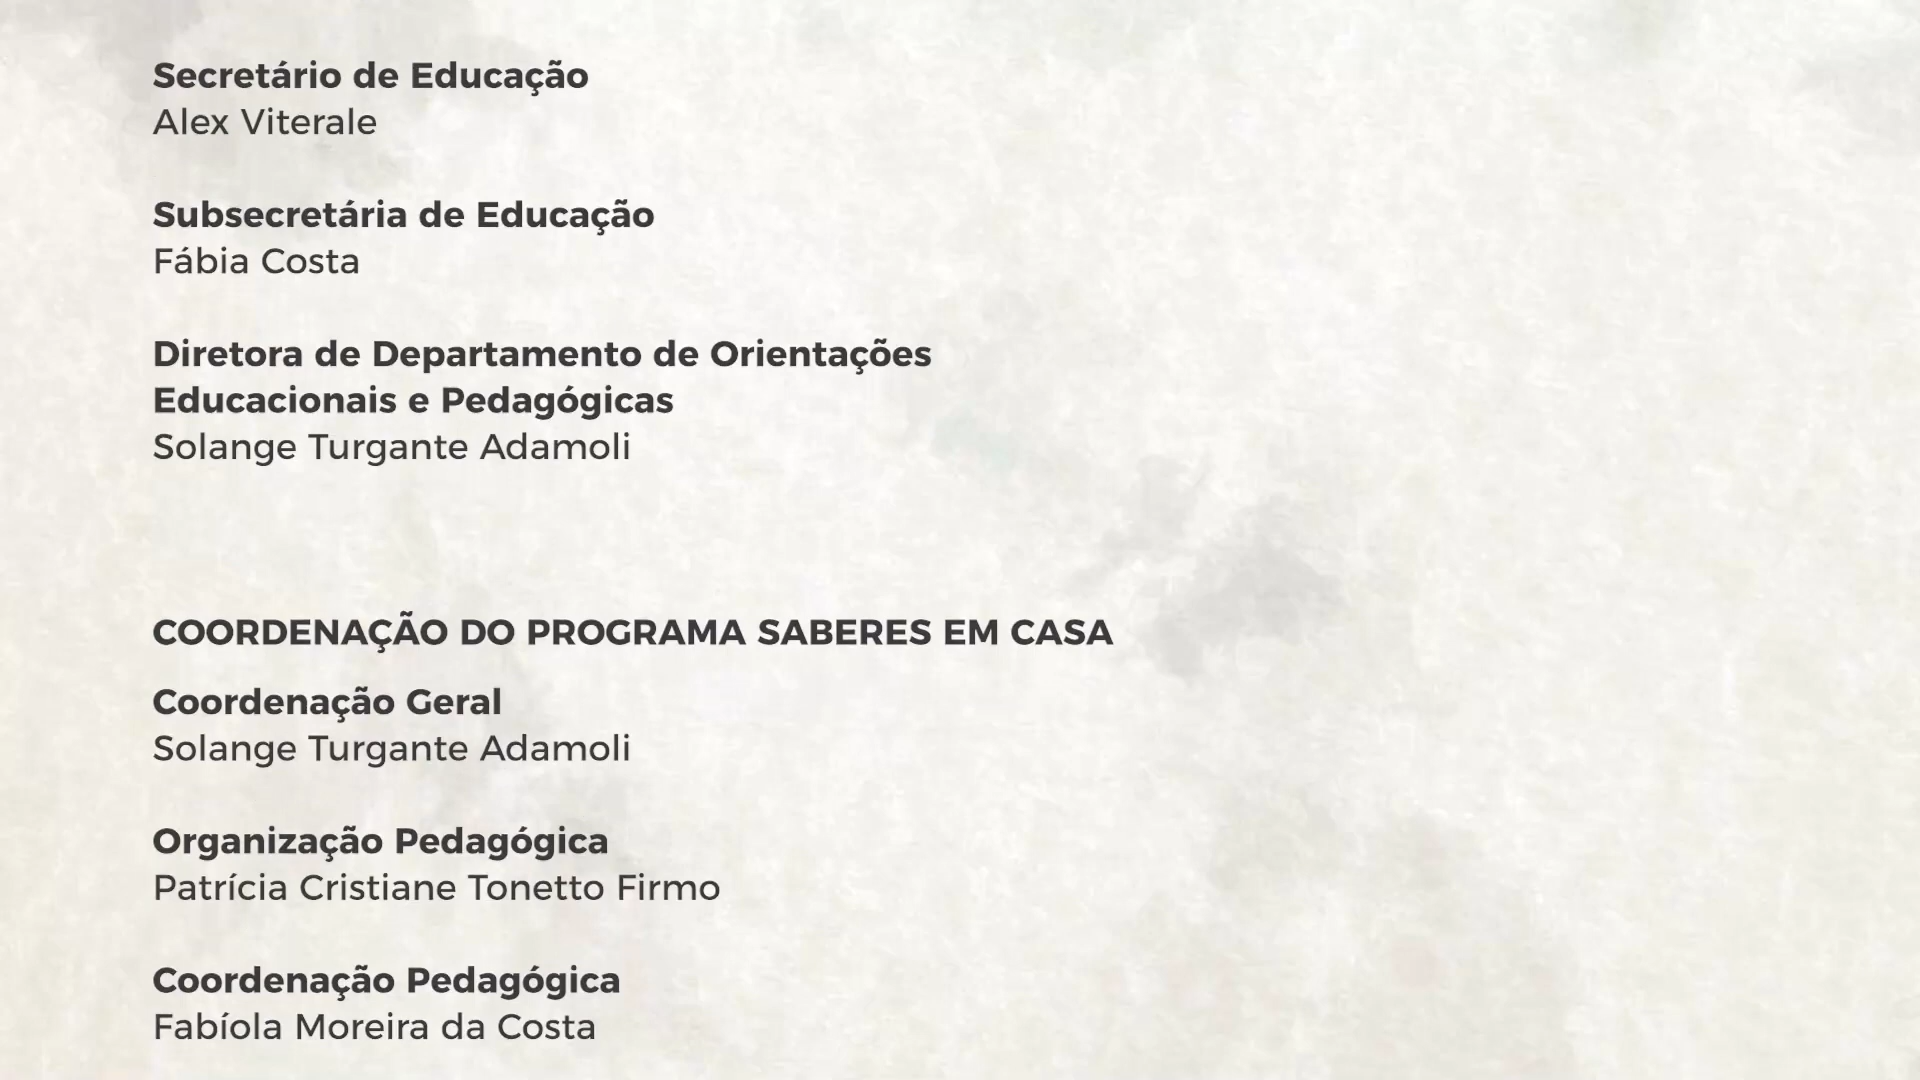 Secretário de Educação
Alex Viterale
Subsecretária de Educação
Fábia Costa
Diretora de Departamento de Orientações
Educacionais e Pedagógicas
Solange Turgante Adamoli
COORDENAÇÃO DO PROGRAMA SABERES EM CASA
Coordenação Geral
Solange Turgante Adamoli
Organização Pedagógica
Patrícia Cristiane Tonetto Firmo
Coordenação Pedagógica
Fabíola Moreira da Costa